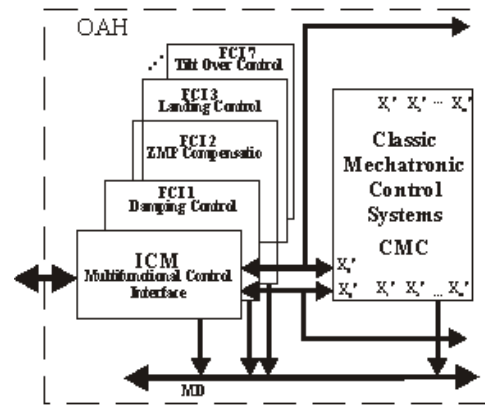 OAH
FCI 7
Tilt Over Control
FCI 3
Landing Control
FCI 2
ZMP Compensatio
FCI 1
Damping Control
ICM
Multifunctional Control
Interface
Classic
Mechatronic
Control
Systems
CMC
MD